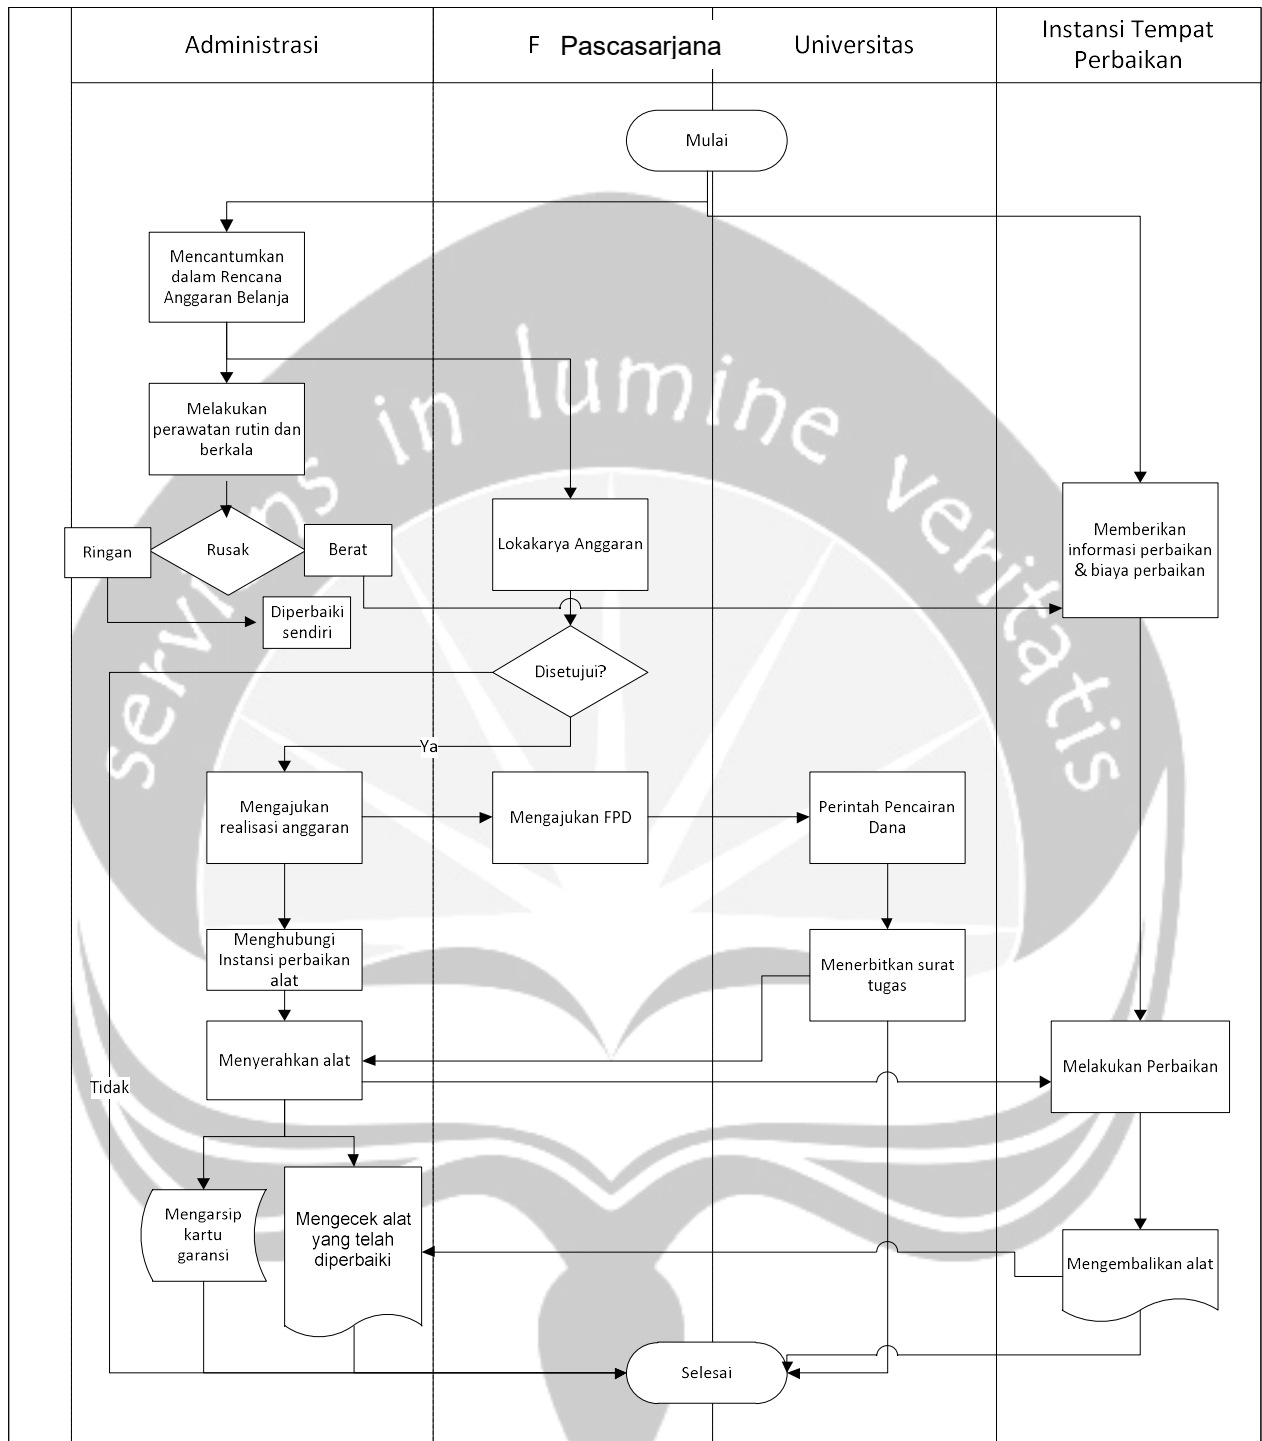 Administrasi
F Pascasarjana
Universitas
Instansi Tempat
Perbaikan
Mulai
Mencantumkan
dalam Rencana
Anggaran Belanja
Melakukan
perawatan rutin dan
berkala
servíens in lumine veritatis
Ringan
Rusak
Berat
Lokakarya Anggaran
Memberikan
informasi perbaikan
& biaya perbaikan
Diperbaiki
sendiri
Disetujui?
Ya
Mengajukan
realisasi anggaran
Mengajukan FPD
Perintah Pencairan
Dana
Menghubungi
Instansi perbaikan
alat
Menerbitkan surat
tugas
Menyerahkan alat
Melakukan Perbaikan
Tidak
Mengarsip
kartu
garansi
Mengecek alat
yang telah
diperbaiki
Mengembalikan alat
Selesai